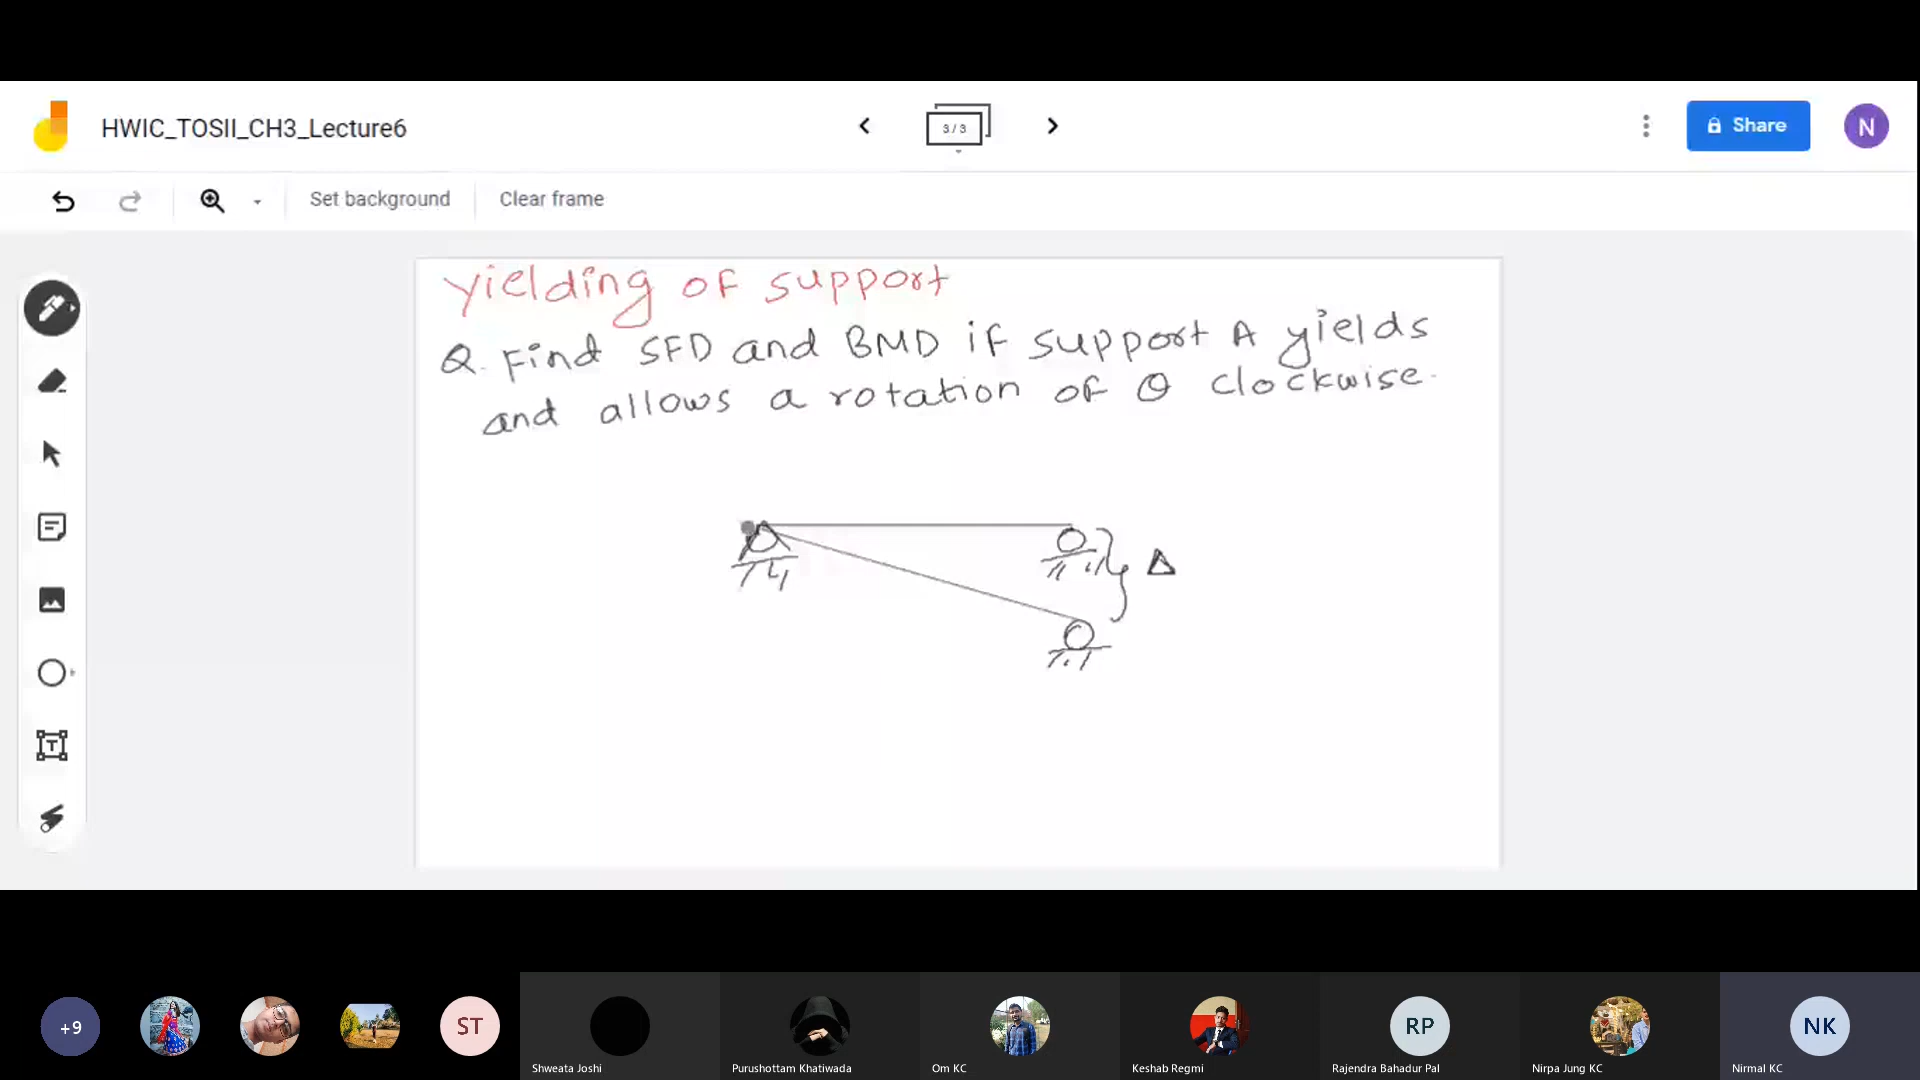 HWIC_TOSII_CH3_Lecture6
3/3
Share
N
Set background
Clear frame
Yielding of support
Q. Find SFD and BMD if support A yields
and allows a rotation of θ clockwise.
Δ
+9
ST
RP
NK
Shweata Joshi
Purushottam Khatiwada
Om KC
Keshab Regmi
Rajendra Bahadur Pal
Nirpa Jung KC
Nirmal KC